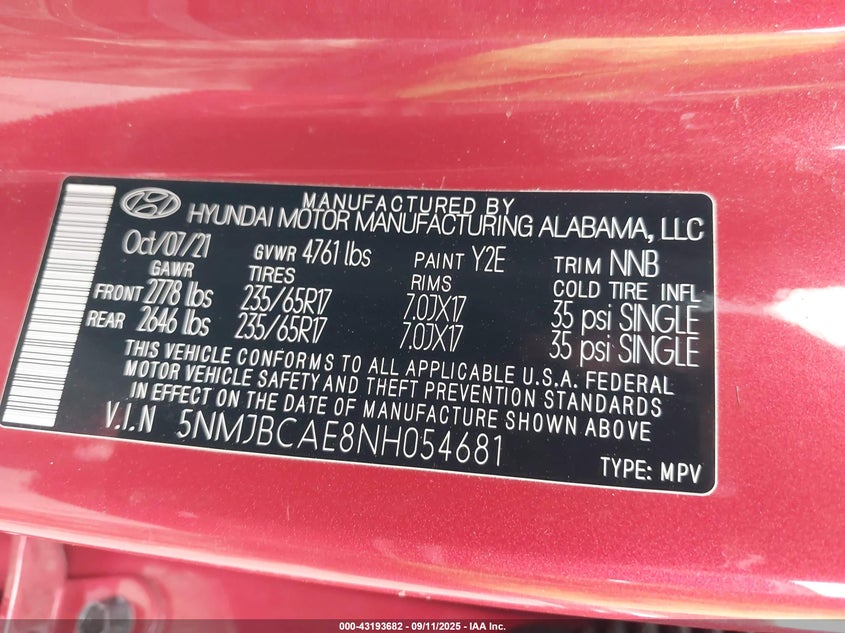 MANUFACTURED BY
HYUNDAI MOTOR MANUFACTURING ALABAMA, LLC
Oct/07/21 GVWR 4761 lbs PAINT Y2E TRIM NNB
GAWR TIRES RIMS COLD TIRE INFL
FRONT 2778 lbs 235/65R17 7.0JX17 35 psi SINGLE
REAR 2646 lbs 235/65R17 7.0JX17 35 psi SINGLE
THIS VEHICLE CONFORMS TO ALL APPLICABLE U.S.A. FEDERAL
MOTOR VEHICLE SAFETY AND THEFT PREVENTION STANDARDS
IN EFFECT ON THE DATE OF MANUFACTURE SHOWN ABOVE
V.I.N 5NMJBCAE8NH054681
TYPE: MPV
000-43193682 - 09/11/2025 - IAA Inc.